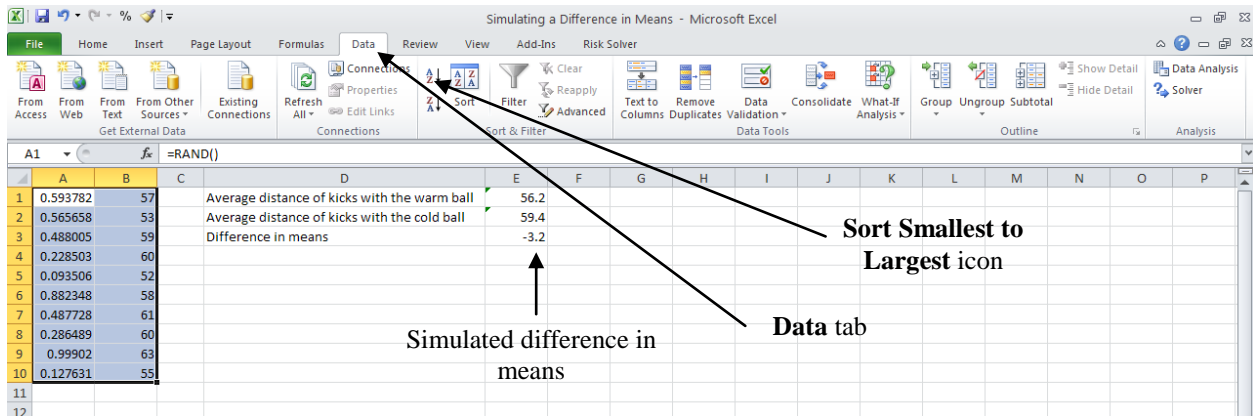 Simulating a Difference in Means - Microsoft Excel
File Home Insert Page Layout Formulas Data Review View Add-Ins Risk Solver
From Access From Web From Text From Other Sources Existing Connections
Get External Data
Refresh All Connections Properties Edit Links
Connections
Sort Filter Clear Reapply Advanced
Sort & Filter
Text to Columns Remove Duplicates Data Validation Consolidate What-If Analysis
Data Tools
Group Ungroup Subtotal Show Detail Hide Detail
Outline
Data Analysis Solver
Analysis
A1 fx =RAND()
A B C D E F G H I J K L M N O P
1 0.593782 57 Average distance of kicks with the warm ball 56.2
2 0.565658 53 Average distance of kicks with the cold ball 59.4
3 0.488005 59 Difference in means -3.2
4 0.228503 60
5 0.093506 52
6 0.882348 58
7 0.487728 61
8 0.286489 60
9 0.99902 63
10 0.127631 55
11
12
Sort Smallest to
Largest icon
Data tab
Simulated difference in
means